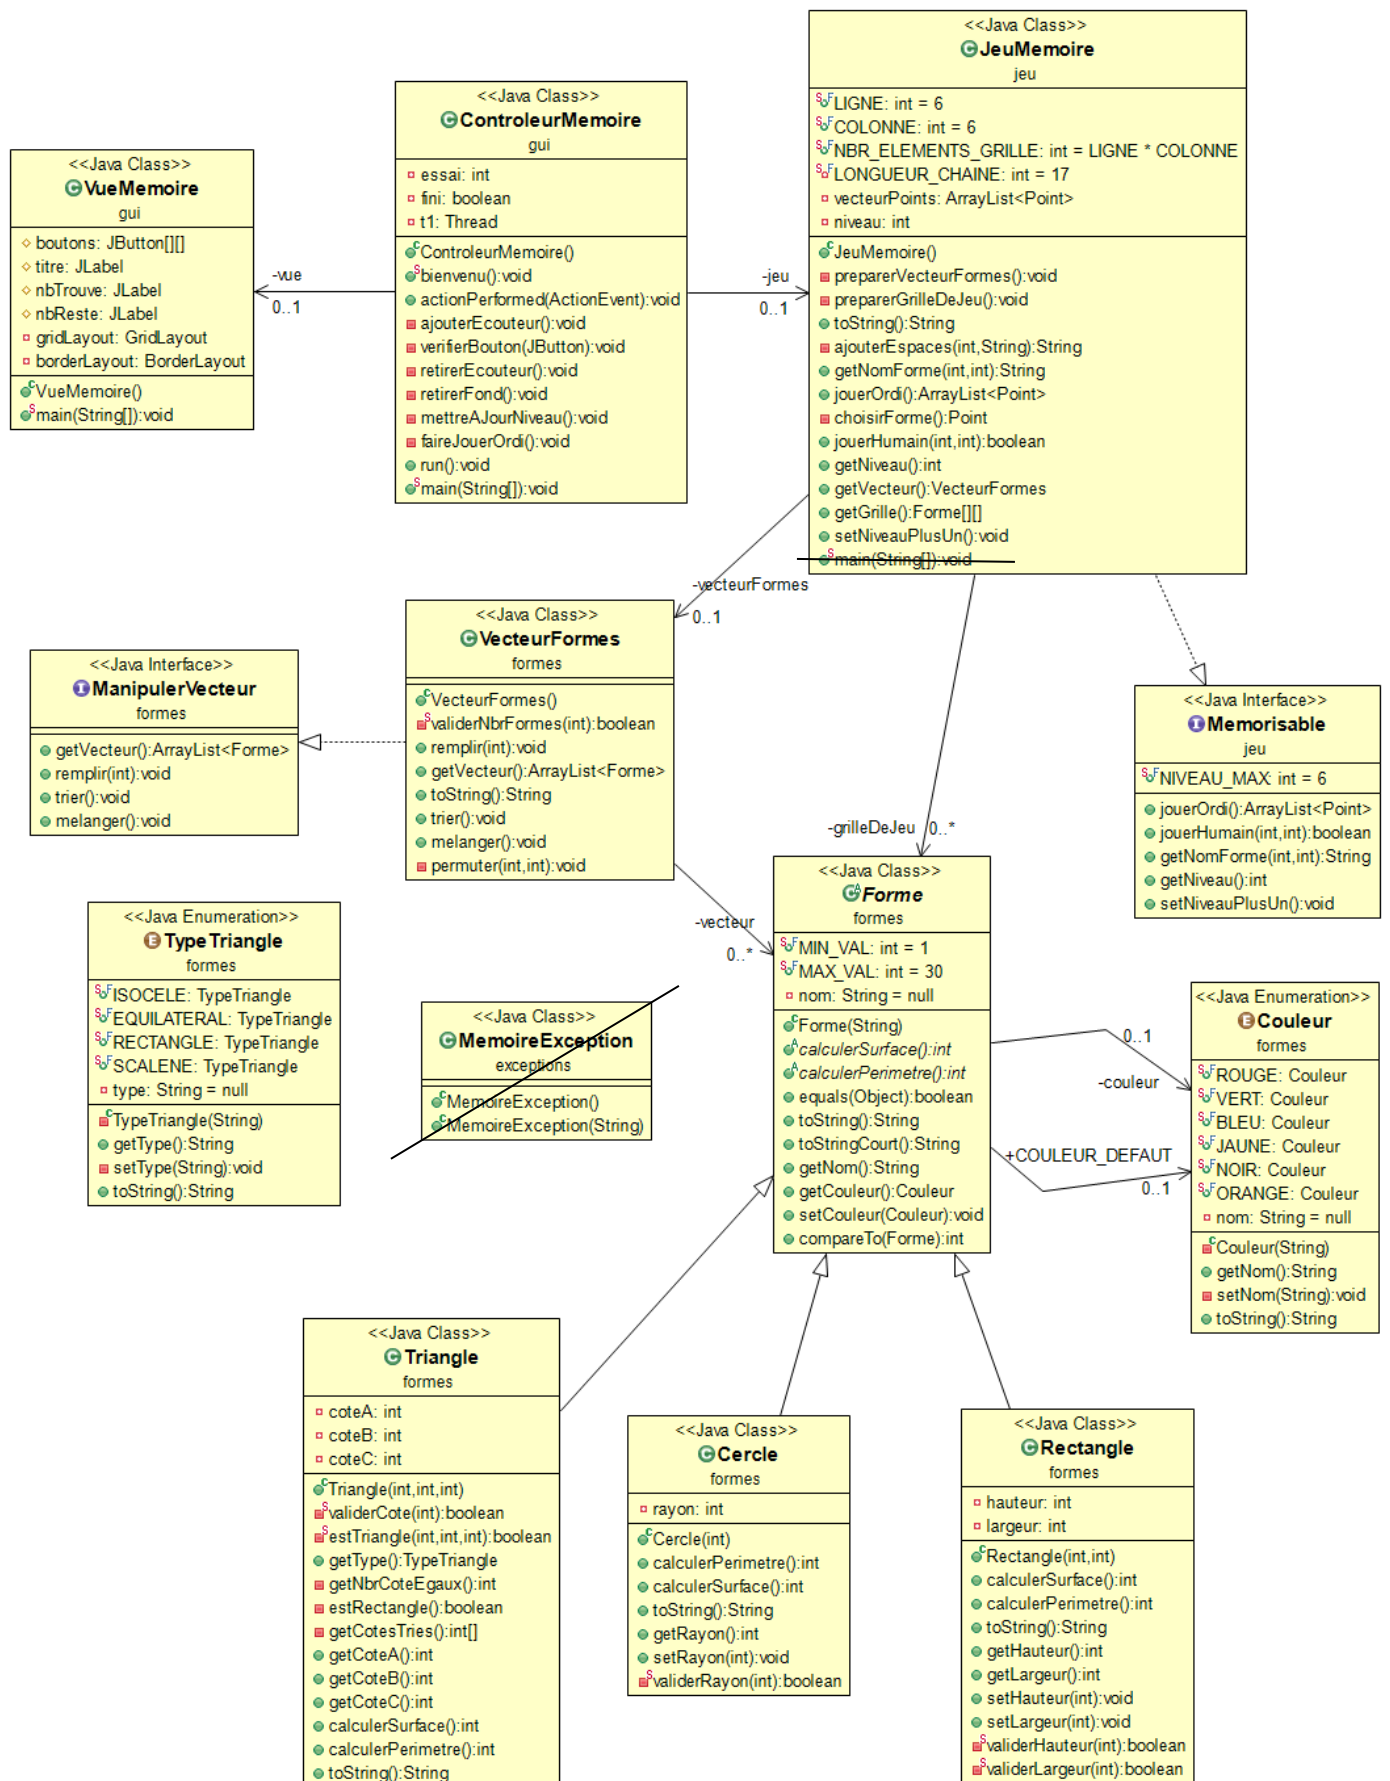 <<Java Class>>
JeuMemoire
jeu
LIGNE: int = 6
COLONNE: int = 6
NBR_ELEMENTS_GRILLE: int = LIGNE * COLONNE
LONGUEUR_CHAINE: int = 17
vecteurPoints: ArrayList<Point>
niveau: int
JeuMemoire()
preparerVecteurFormes():void
preparerGrilleDeJeu():void
toString():String
ajouterEspaces(int,String):String
getNomForme(int,int):String
jouerOrdi():ArrayList<Point>
choisirForme():Point
jouerHumain(int,int):boolean
getNiveau():int
getVecteur():VecteurFormes
getGrille():Forme[][]
setNiveauPlusUn():void
main(String[]):void
<<Java Class>>
ControleurMemoire
gui
essai: int
fini: boolean
t1: Thread
ControleurMemoire()
bienvenu():void
actionPerformed(ActionEvent):void
ajouterEcouteur():void
verifierBouton(JButton):void
retirerEcouteur():void
retirerFond():void
mettreAJourNiveau():void
faireJouerOrdi():void
run():void
main(String[]):void
<<Java Class>>
VueMemoire
gui
boutons: JButton[][]
titre: JLabel
nbTrouve: JLabel
nbReste: JLabel
gridLayout: GridLayout
borderLayout: BorderLayout
VueMemoire()
main(String[]):void
-vue
0..1
-jeu
0..1
-vecteurFormes
0..1
<<Java Class>>
VecteurFormes
formes
VecteurFormes()
validerNbrFormes(int):boolean
remplir(int):void
getVecteur():ArrayList<Forme>
toString():String
trier():void
melanger():void
permuter(int,int):void
<<Java Interface>>
ManipulerVecteur
formes
getVecteur():ArrayList<Forme>
remplir(int):void
trier():void
melanger():void
<<Java Interface>>
Memorisable
jeu
NIVEAU_MAX: int = 6
jouerOrdi():ArrayList<Point>
jouerHumain(int,int):boolean
getNomForme(int,int):String
getNiveau():int
setNiveauPlusUn():void
-grilleDeJeu
0..*
-vecteur
0..*
<<Java Class>>
Forme
formes
MIN_VAL: int = 1
MAX_VAL: int = 30
nom: String = null
Forme(String)
calculerSurface():int
calculerPerimetre():int
equals(Object):boolean
toString():String
toStringCourt():String
getNom():String
getCouleur():Couleur
setCouleur(Couleur):void
compareTo(Forme):int
<<Java Enumeration>>
TypeTriangle
formes
ISOCELE: TypeTriangle
EQUILATERAL: TypeTriangle
RECTANGLE: TypeTriangle
SCALENE: TypeTriangle
type: String = null
TypeTriangle(String)
getType():String
setType(String):void
toString():String
<<Java Class>>
MemoireException
exceptions
MemoireException()
MemoireException(String)
0..1
-couleur
+COULEUR_DEFAUT
0..1
<<Java Enumeration>>
Couleur
formes
ROUGE: Couleur
VERT: Couleur
BLEU: Couleur
JAUNE: Couleur
NOIR: Couleur
ORANGE: Couleur
nom: String = null
Couleur(String)
getNom():String
setNom(String):void
toString():String
<<Java Class>>
Triangle
formes
coteA: int
coteB: int
coteC: int
Triangle(int,int,int)
validerCote(int):boolean
estTriangle(int,int,int):boolean
getType():TypeTriangle
getNbrCoteEgaux():int
estRectangle():boolean
getCotesTries():int[]
getCoteA():int
getCoteB():int
getCoteC():int
calculerSurface():int
calculerPerimetre():int
toString():String
<<Java Class>>
Cercle
formes
rayon: int
Cercle(int)
calculerPerimetre():int
calculerSurface():int
toString():String
getRayon():int
setRayon(int):void
validerRayon(int):boolean
<<Java Class>>
Rectangle
formes
hauteur: int
largeur: int
Rectangle(int,int)
calculerSurface():int
calculerPerimetre():int
toString():String
getHauteur():int
getLargeur():int
setHauteur(int):void
setLargeur(int):void
validerHauteur(int):boolean
validerLargeur(int):boolean